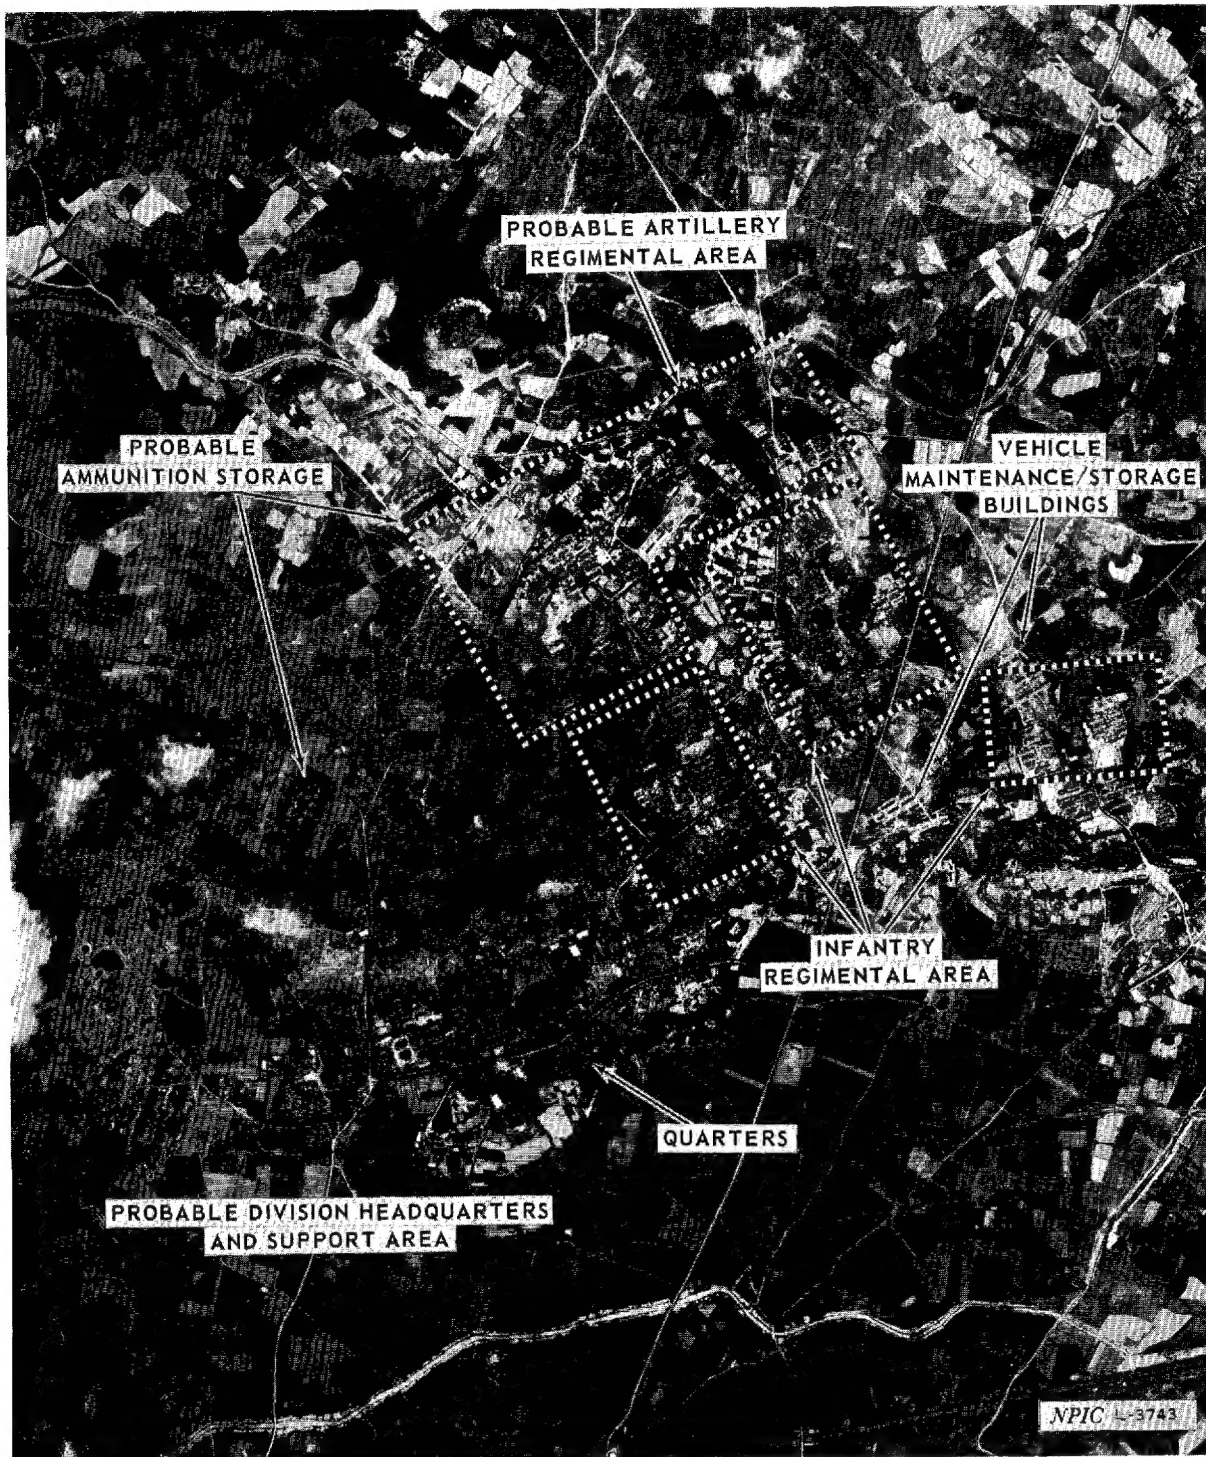 PROBABLE ARTILLERY
REGIMENTAL AREA
PROBABLE
AMMUNITION STORAGE
VEHICLE
MAINTENANCE/STORAGE
BUILDINGS
INFANTRY
REGIMENTAL AREA
QUARTERS
PROBABLE DIVISION HEADQUARTERS
AND SUPPORT AREA
NPIC L-3743